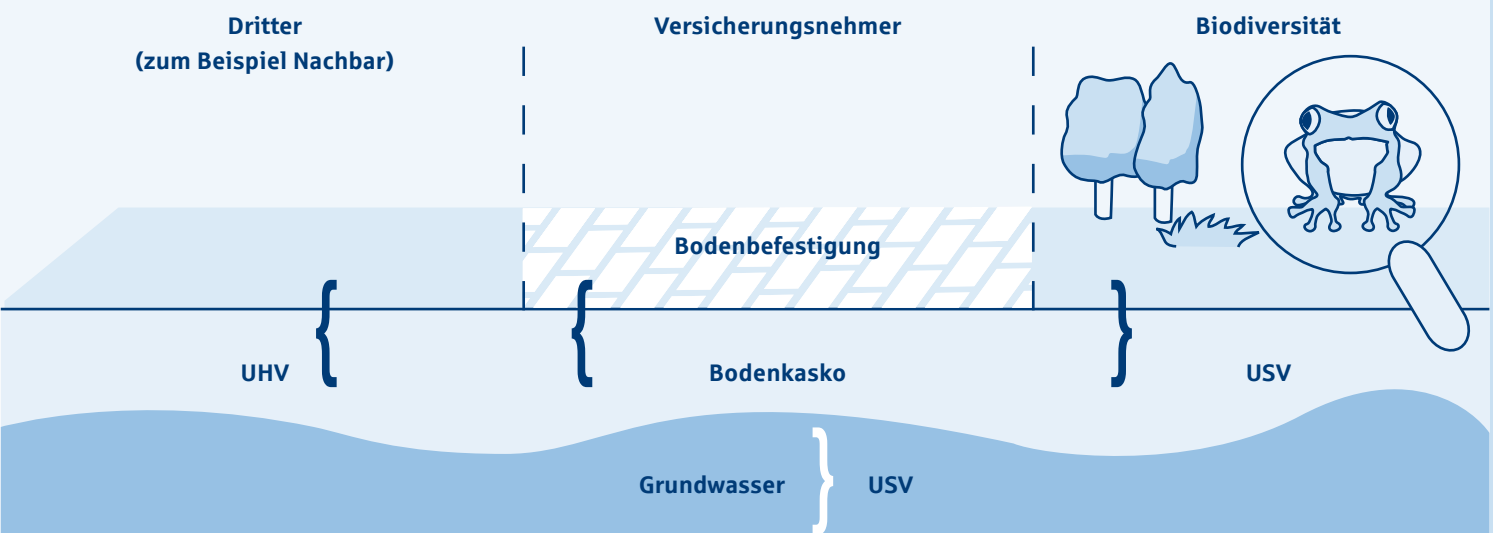 Dritter
(zum Beispiel Nachbar)
Versicherungsnehmer
Biodiversität
Bodenbefestigung
UHV
Bodenkasko
USV
Grundwasser
USV